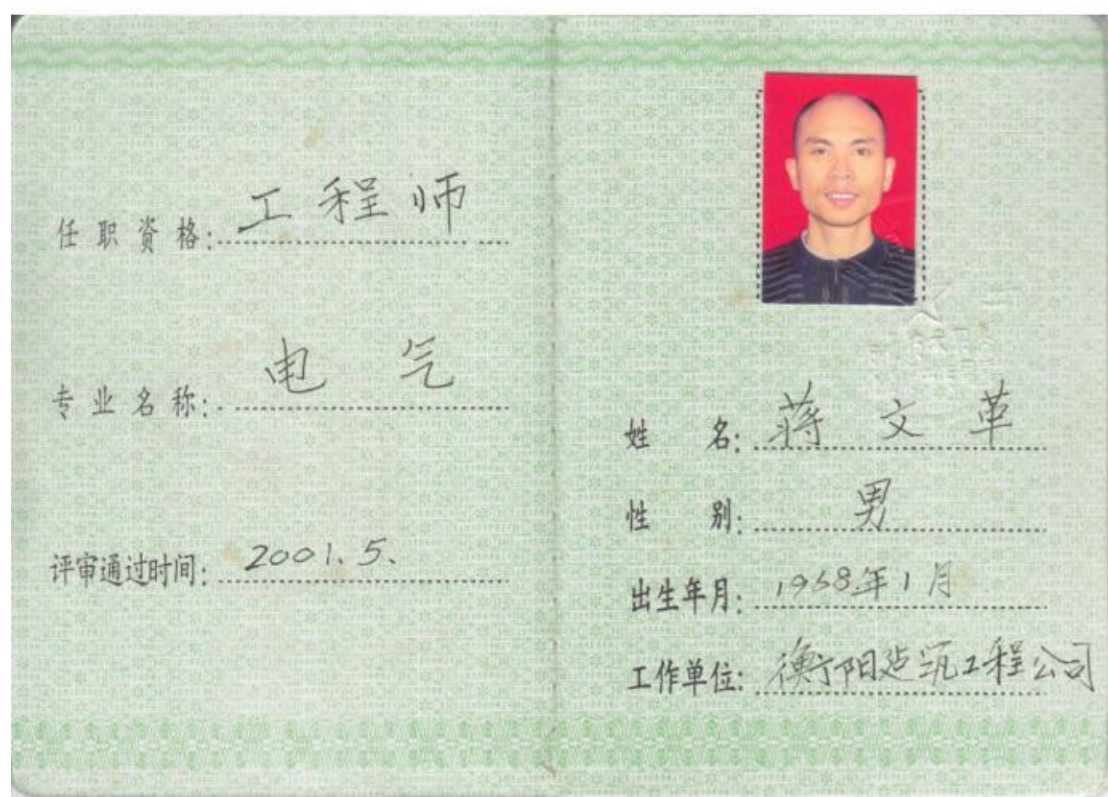 任职资格: 工程师
专业名称: 电气
评审通过时间: 2001.5.
姓名: 蒋文革
性别: 男
出生年月: 1968年1月
工作单位: 衡阳建筑工程公司